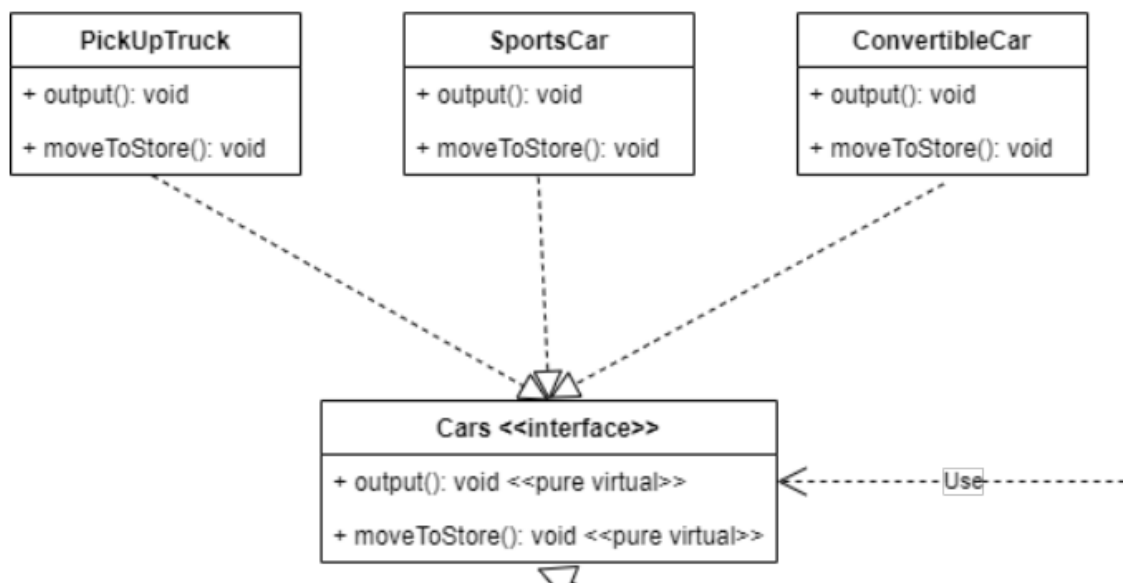 PickUpTruck
+ output(): void
+ moveToStore(): void
SportsCar
+ output(): void
+ moveToStore(): void
ConvertibleCar
+ output(): void
+ moveToStore(): void
Cars <<interface>>
+ output(): void <<pure virtual>>
+ moveToStore(): void <<pure virtual>>
Use